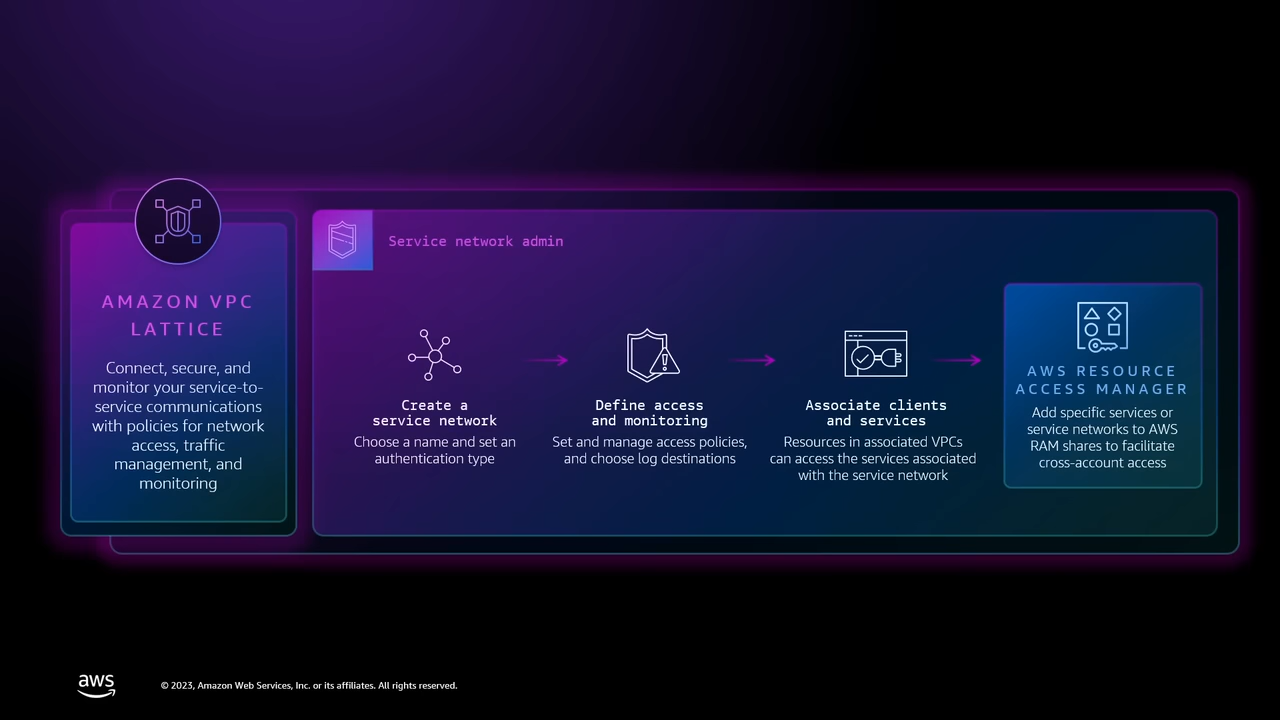 AMAZON VPC
LATTICE
Connect, secure, and
monitor your service-to-
service communications
with policies for network
access, traffic
management, and
monitoring
Service network admin
Create a
service network
Choose a name and set an
authentication type
Define access
and monitoring
Set and manage access policies,
and choose log destinations
Associate clients
and services
Resources in associated VPCs
can access the services associated
with the service network
AWS RESOURCE
ACCESS MANAGER
Add specific services or
service networks to AWS
RAM shares to facilitate
cross-account access
aws
© 2023, Amazon Web Services, Inc. or its affiliates. All rights reserved.